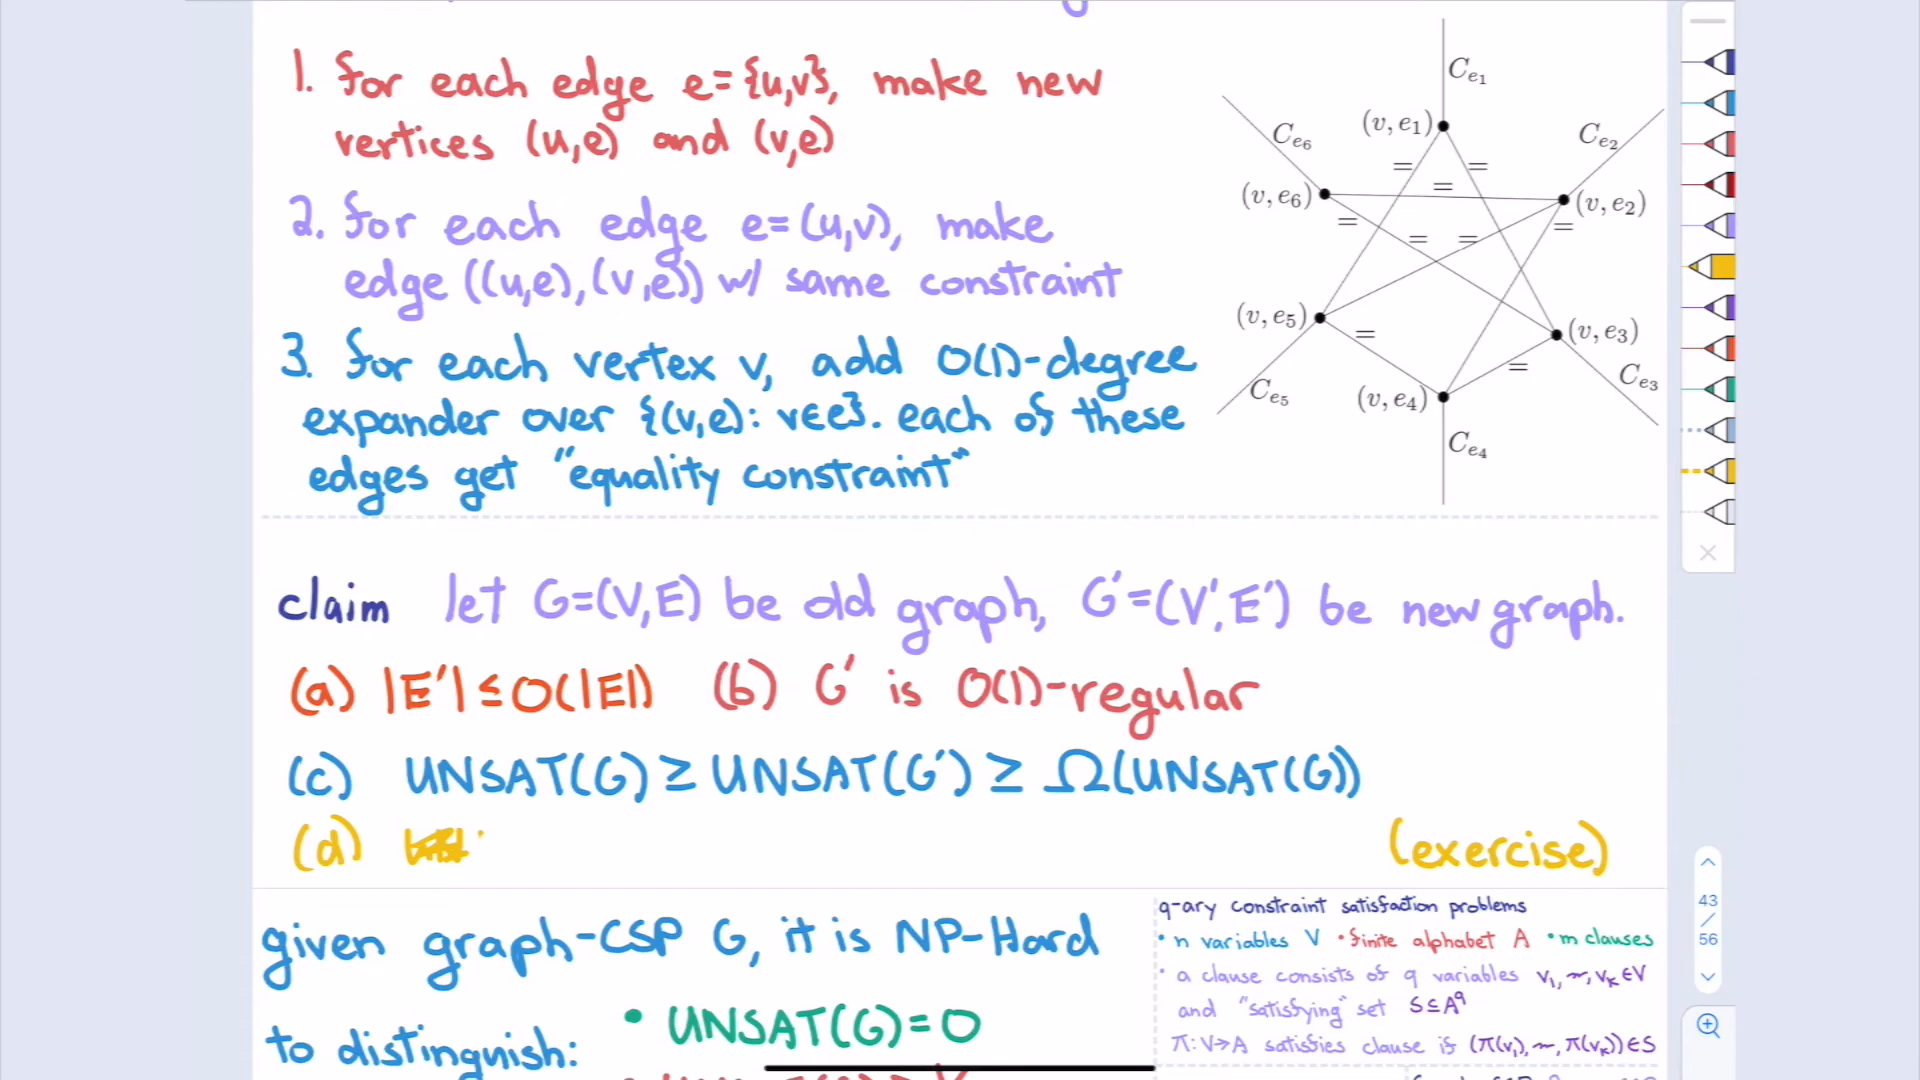 1. for each edge e={u,v}, make new
vertices (u,e) and (v,e)
2. for each edge e=(u,v), make
edge ((u,e),(v,e)) w/ same constraint
3. for each vertex v, add O(1)-degree
expander over {(v,e): v∈e}. each of these
edges get "equality constraint"
C_{e_1}
(v, e_1)
C_{e_6}
C_{e_2}
= =
=
(v, e_6)
(v, e_2)
= = = =
(v, e_5)
(v, e_3)
= =
C_{e_5}
(v, e_4)
C_{e_3}
C_{e_4}
claim let G=(V,E) be old graph, G'=(V',E') be new graph.
(a) |E'| ≤ O(|E|) (b) G' is O(1)-regular
(c) UNSAT(G) ≥ UNSAT(G') ≥ Ω(UNSAT(G))
(d) (exercise)
given graph-CSP G, it is NP-Hard
to distinguish:
• UNSAT(G)=0
q-ary constraint satisfaction problems
• n variables V • finite alphabet A • m clauses
• a clause consists of q variables v_1,~,v_k ∈V
and "satisfying" set S⊆A^q
π:V→A satisfies clause if (π(v_1),~,π(v_k))∈S
43
/
56